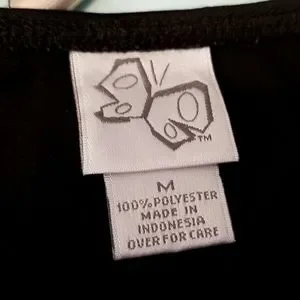 TM
M
100% POLYESTER
MADE IN
INDONESIA
OVER FOR CARE